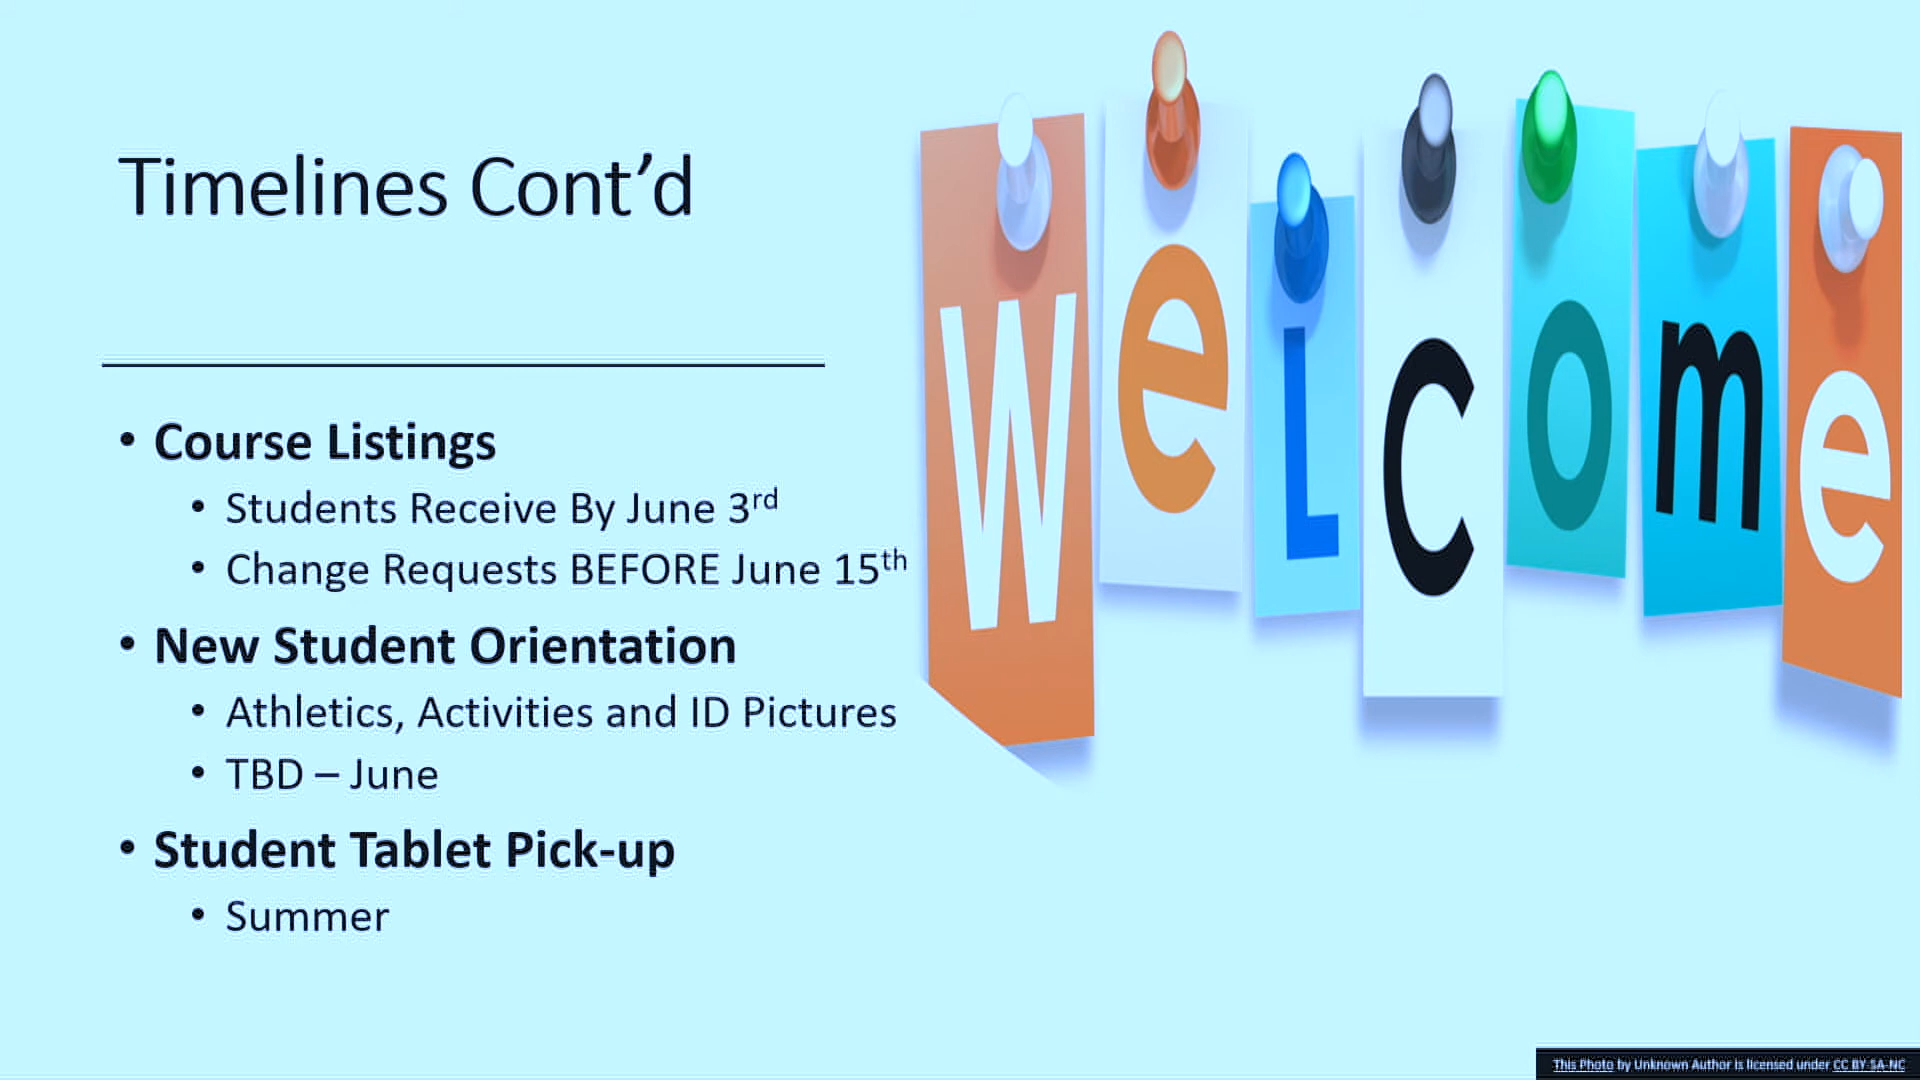 Timelines Cont’d
weLcome
• Course Listings
• Students Receive By June 3rd
• Change Requests BEFORE June 15th
• New Student Orientation
• Athletics, Activities and ID Pictures
• TBD – June
• Student Tablet Pick-up
• Summer
This Photo by Unknown Author is licensed under CC BY-SA-NC